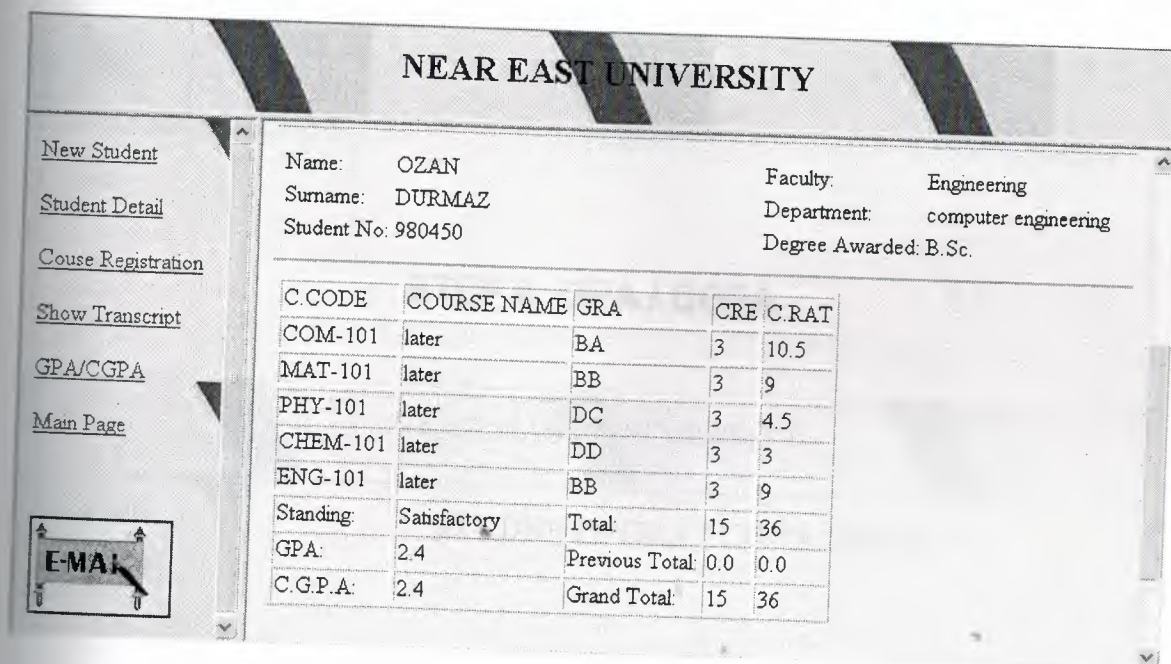 NEAR EAST UNIVERSITY
New Student
Student Detail
Couse Registration
Show Transcript
GPA/CGPA
Main Page
E-MAIL
Name: OZAN
Surname: DURMAZ
Student No: 980450
Faculty: Engineering
Department: computer engineering
Degree Awarded: B.Sc.
C.CODE COURSE NAME GRA CRE C.RAT
COM-101 later BA 3 10.5
MAT-101 later BB 3 9
PHY-101 later DC 3 4.5
CHEM-101 later DD 3 3
ENG-101 later BB 3 9
Standing: Satisfactory Total: 15 36
GPA: 2.4 Previous Total: 0.0 0.0
C.G.P.A: 2.4 Grand Total: 15 36